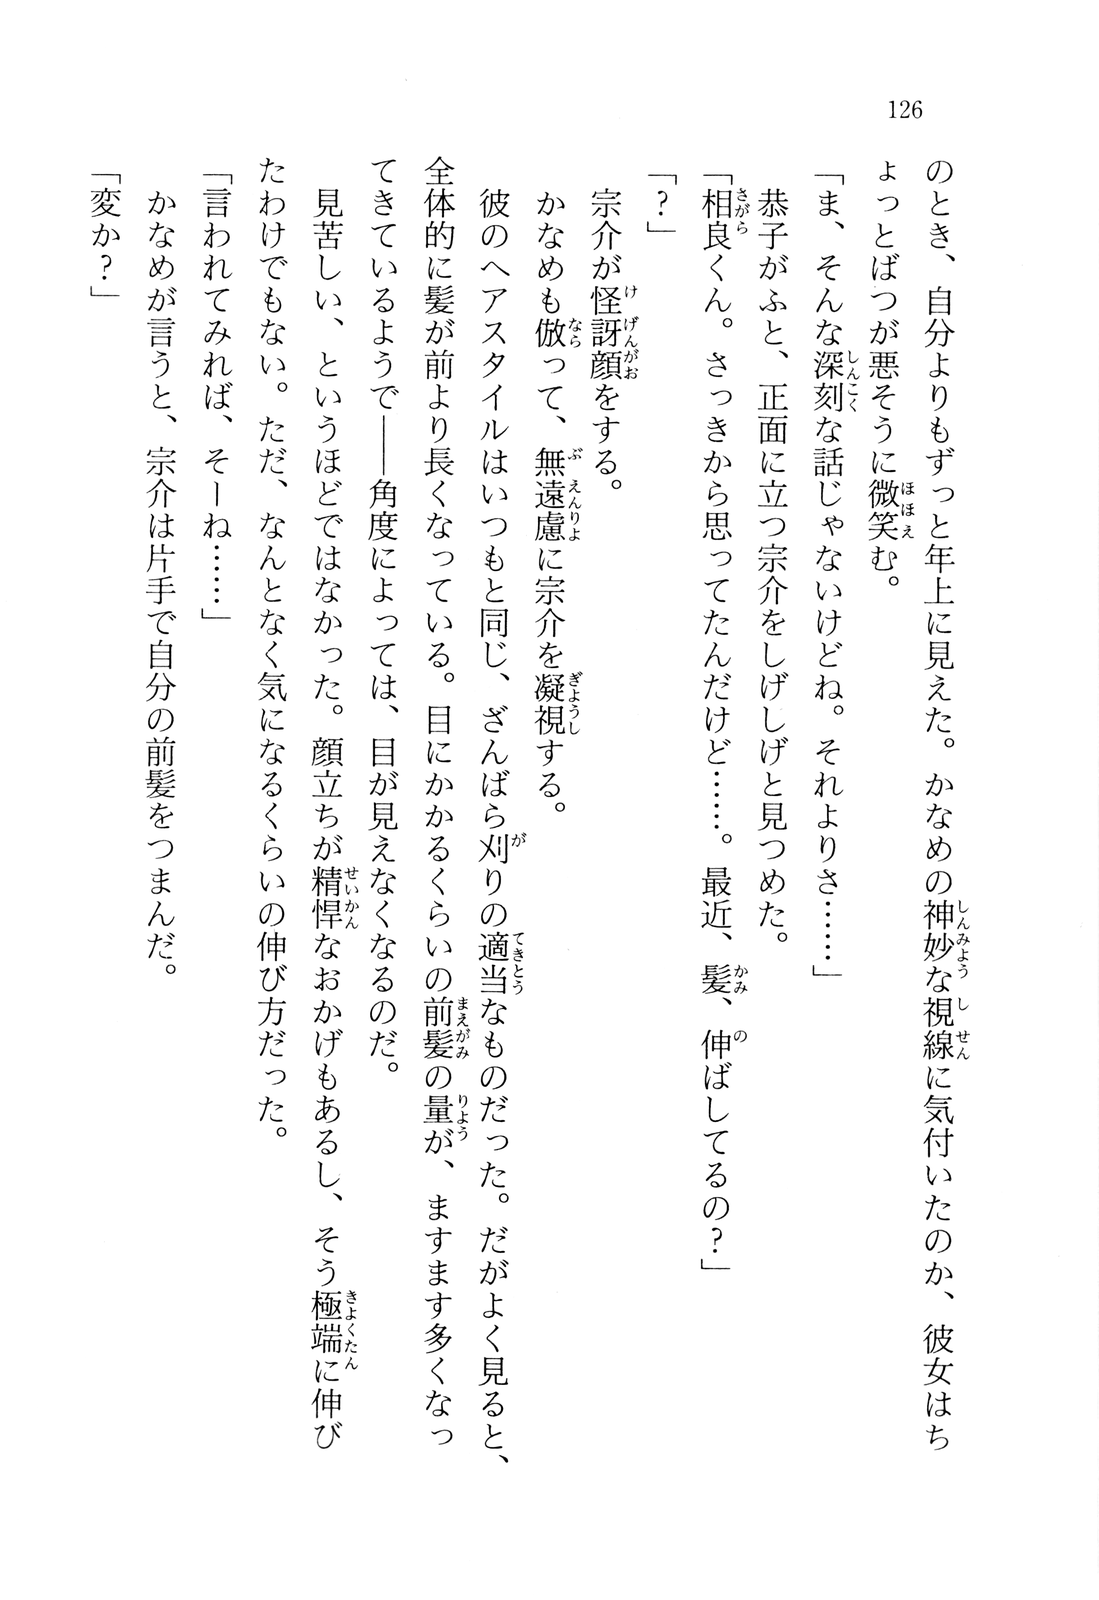 126
のとき、自分よりもずっと年上に見えた。かなめの神妙な視線に気付いたのか、彼女はち
ょっとばつが悪そうに微笑む。
「ま、そんな深刻な話じゃないけどね。それよりさ……」
恭子がふと、正面に立つ宗介をしげしげと見つめた。
「相良くん。さっきから思ってたんだけど……。最近、髪、伸ばしてるの？」
「？」
宗介が怪訝顔をする。
かなめも倣って、無遠慮に宗介を凝視する。
彼のヘアスタイルはいつもと同じ、ざんばら刈りの適当なものだった。だがよく見ると、
全体的に髪が前より長くなっている。目にかかるくらいの前髪の量が、ますます多くなっ
てきているようで――角度によっては、目が見えなくなるのだ。
見苦しい、というほどではなかった。顔立ちが精悍なおかげもあるし、そう極端に伸び
たわけでもない。ただ、なんとなく気になるくらいの伸び方だった。
「言われてみれば、そーね……」
かなめが言うと、宗介は片手で自分の前髪をつまんだ。
「変か？」